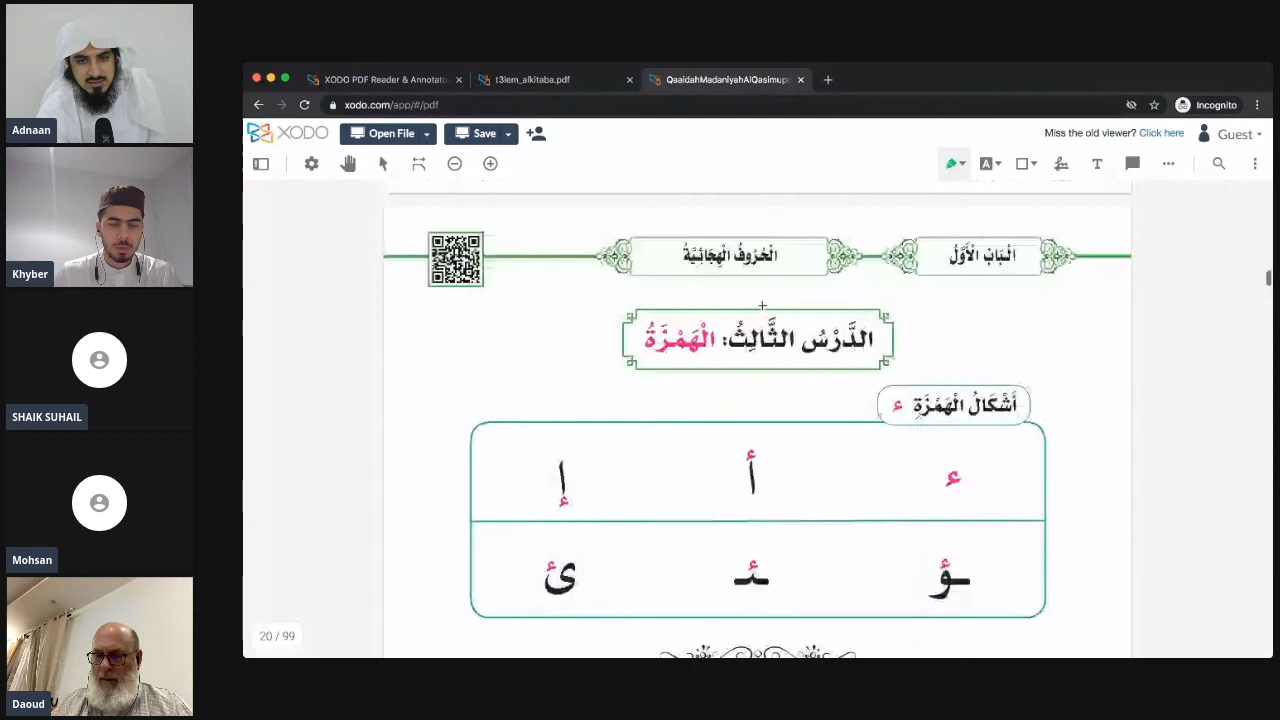 Adnaan
Khyber
SHAIK SUHAIL
Mohsan
Daoud
XODO PDF Reader & Annotato
t3lem_alkitaba.pdf
QaaidahMadaniyahAlQasimupd
xodo.com/app/#/pdf
Incognito
XODO
Open File
Save
Miss the old viewer? Click here
Guest
الْبَابُ الْأَوَّلُ
الْحُرُوفُ الْهِجَائِيَّةُ
الدَّرْسُ الثَّالِثُ: الْهَمْزَةُ
أَشْكَالُ الْهَمْزَةِ ء
ء أ إ
ـؤ ـئـ ئ
20 / 99